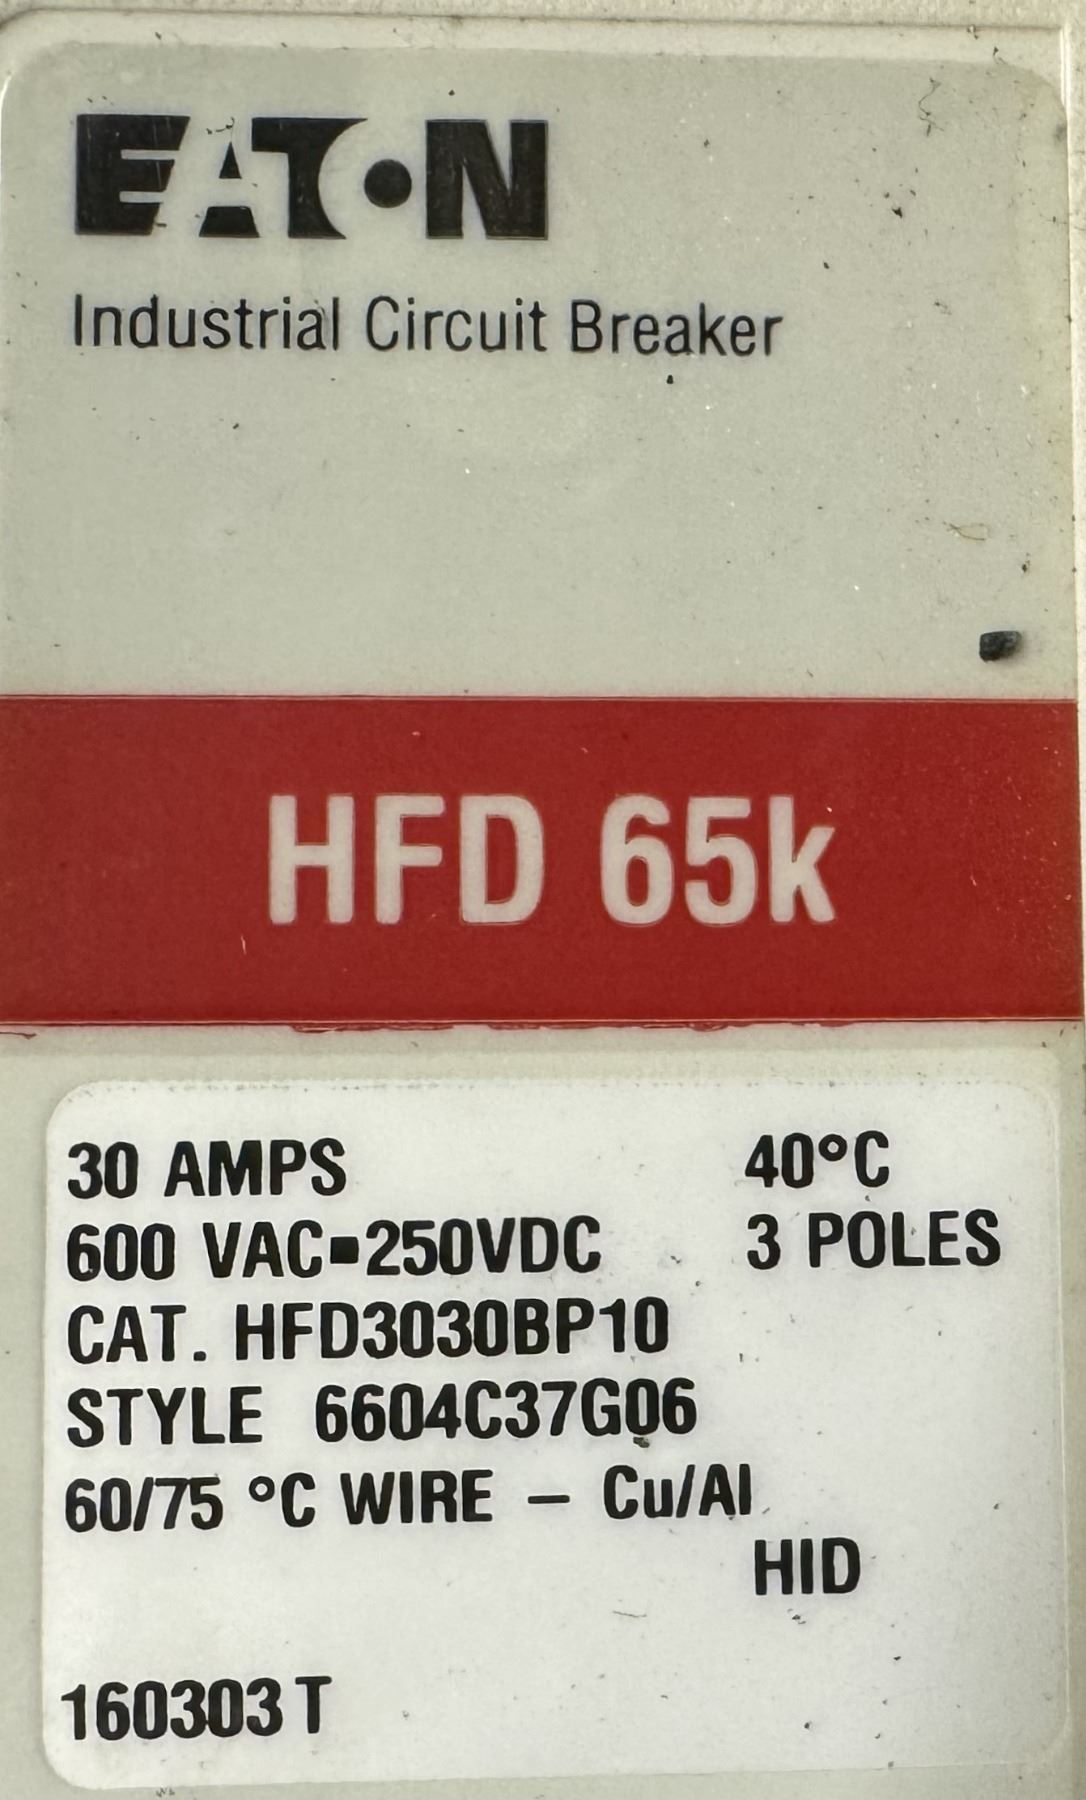 EATON
Industrial Circuit Breaker
HFD 65k
30 AMPS 40°C
600 VAC▪250VDC 3 POLES
CAT. HFD3030BP10
STYLE 6604C37G06
60/75 °C WIRE – Cu/Al
HID
160303 T